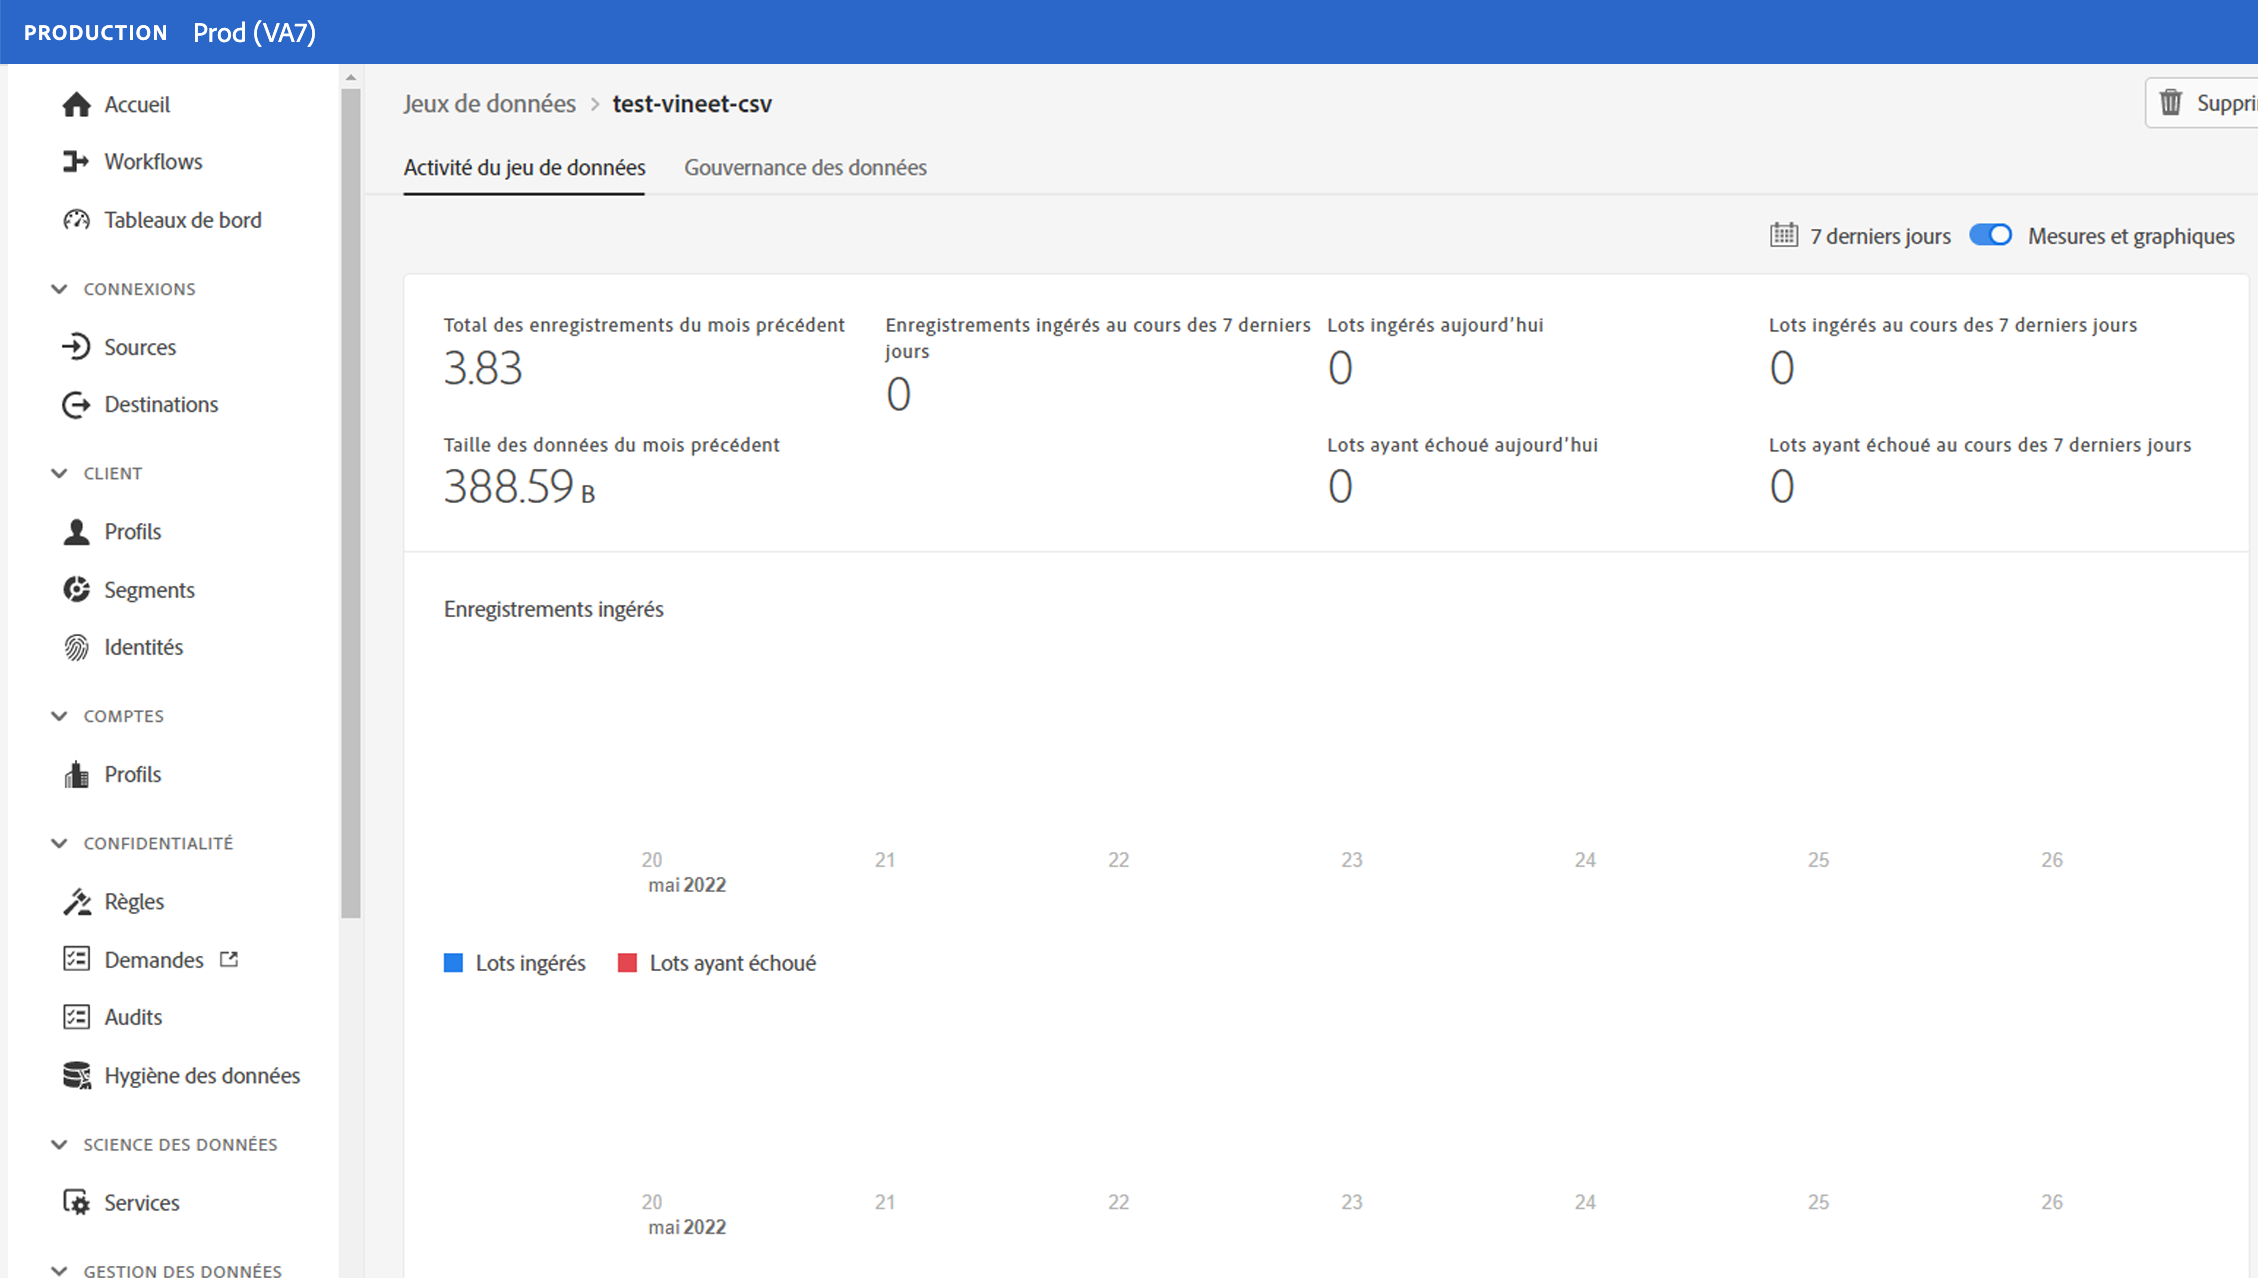 PRODUCTION Prod (VA7)
Accueil
Workflows
Tableaux de bord
CONNEXIONS
Sources
Destinations
CLIENT
Profils
Segments
Identités
COMPTES
Profils
CONFIDENTIALITÉ
Règles
Demandes
Audits
Hygiène des données
SCIENCE DES DONNÉES
Services
GESTION DES DONNÉES
Jeux de données > test-vineet-csv
Suppri
Activité du jeu de données Gouvernance des données
7 derniers jours Mesures et graphiques
Total des enregistrements du mois précédent
3.83
Enregistrements ingérés au cours des 7 derniers
jours
0
Lots ingérés aujourd’hui
0
Lots ingérés au cours des 7 derniers jours
0
Taille des données du mois précédent
388.59 B
Lots ayant échoué aujourd’hui
0
Lots ayant échoué au cours des 7 derniers jours
0
Enregistrements ingérés
20 21 22 23 24 25 26
mai 2022
Lots ingérés Lots ayant échoué
20 21 22 23 24 25 26
mai 2022